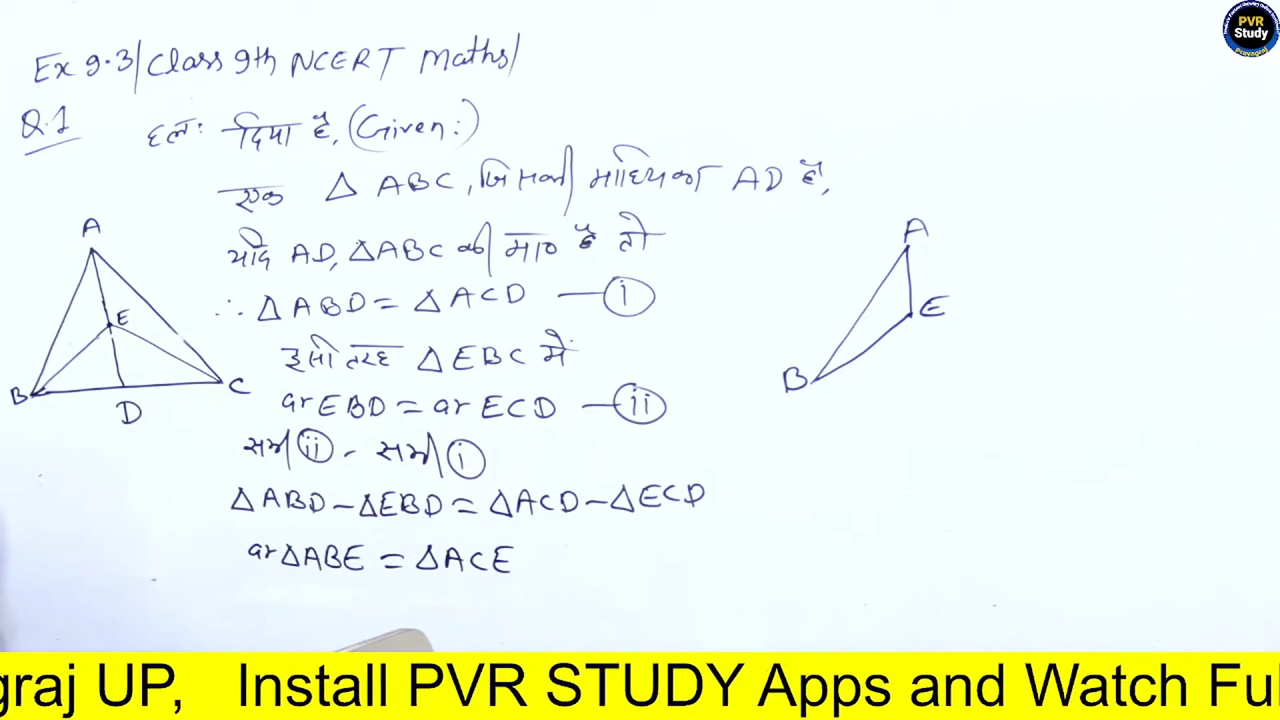 Ex 9.3/Class 9th NCERT Maths/
Q.1 हल: दिया है, (Given:)
एक △ ABC, जिसकी माध्यिका AD है,
यदि AD, △ABC की माo है तो
∴ △ABD = △ACD — (i)
इसी तरह △EBC में
ar EBD = ar ECD — (ii)
समी (ii) - समी (i)
△ABD - △EBD = △ACD - △ECD
ar △ABE = △ACE
A
E
B
D
C
A
E
B
PVR
Study
Prayagraj
graj UP, Install PVR STUDY Apps and Watch Ful